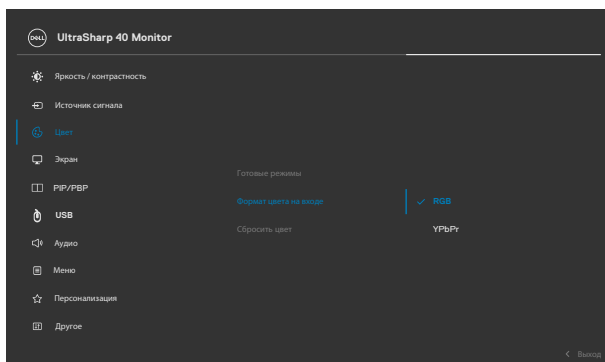 DELL UltraSharp 40 Monitor
Яркость / контрастность
Источник сигнала
Цвет
Экран
PIP/PBP
USB
Аудио
Меню
Персонализация
Другое
Готовые режимы
Формат цвета на входе
Сбросить цвет
RGB
YPbPr
Выход